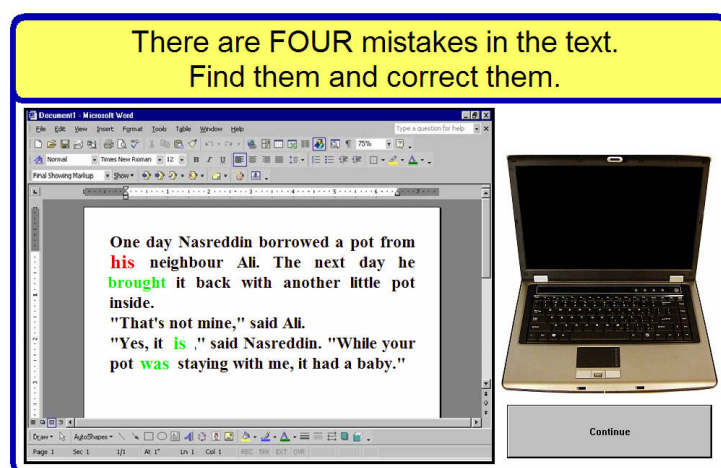 There are FOUR mistakes in the text.
Find them and correct them.
Document1 - Microsoft Word
File Edit View Insert Format Tools Table Window Help
Type a question for help
75%
Normal Times New Roman 12 B I U
Final Showing Markup Show
One day Nasreddin borrowed a pot from
his neighbour Ali. The next day he
brought it back with another little pot
inside.
"That's not mine," said Ali.
"Yes, it is ," said Nasreddin. "While your
pot was staying with me, it had a baby."
Draw AutoShapes
Page 1 Sec 1 1/1 At 1" Ln 1 Col 1 REC TRK EXT OVR
Continue